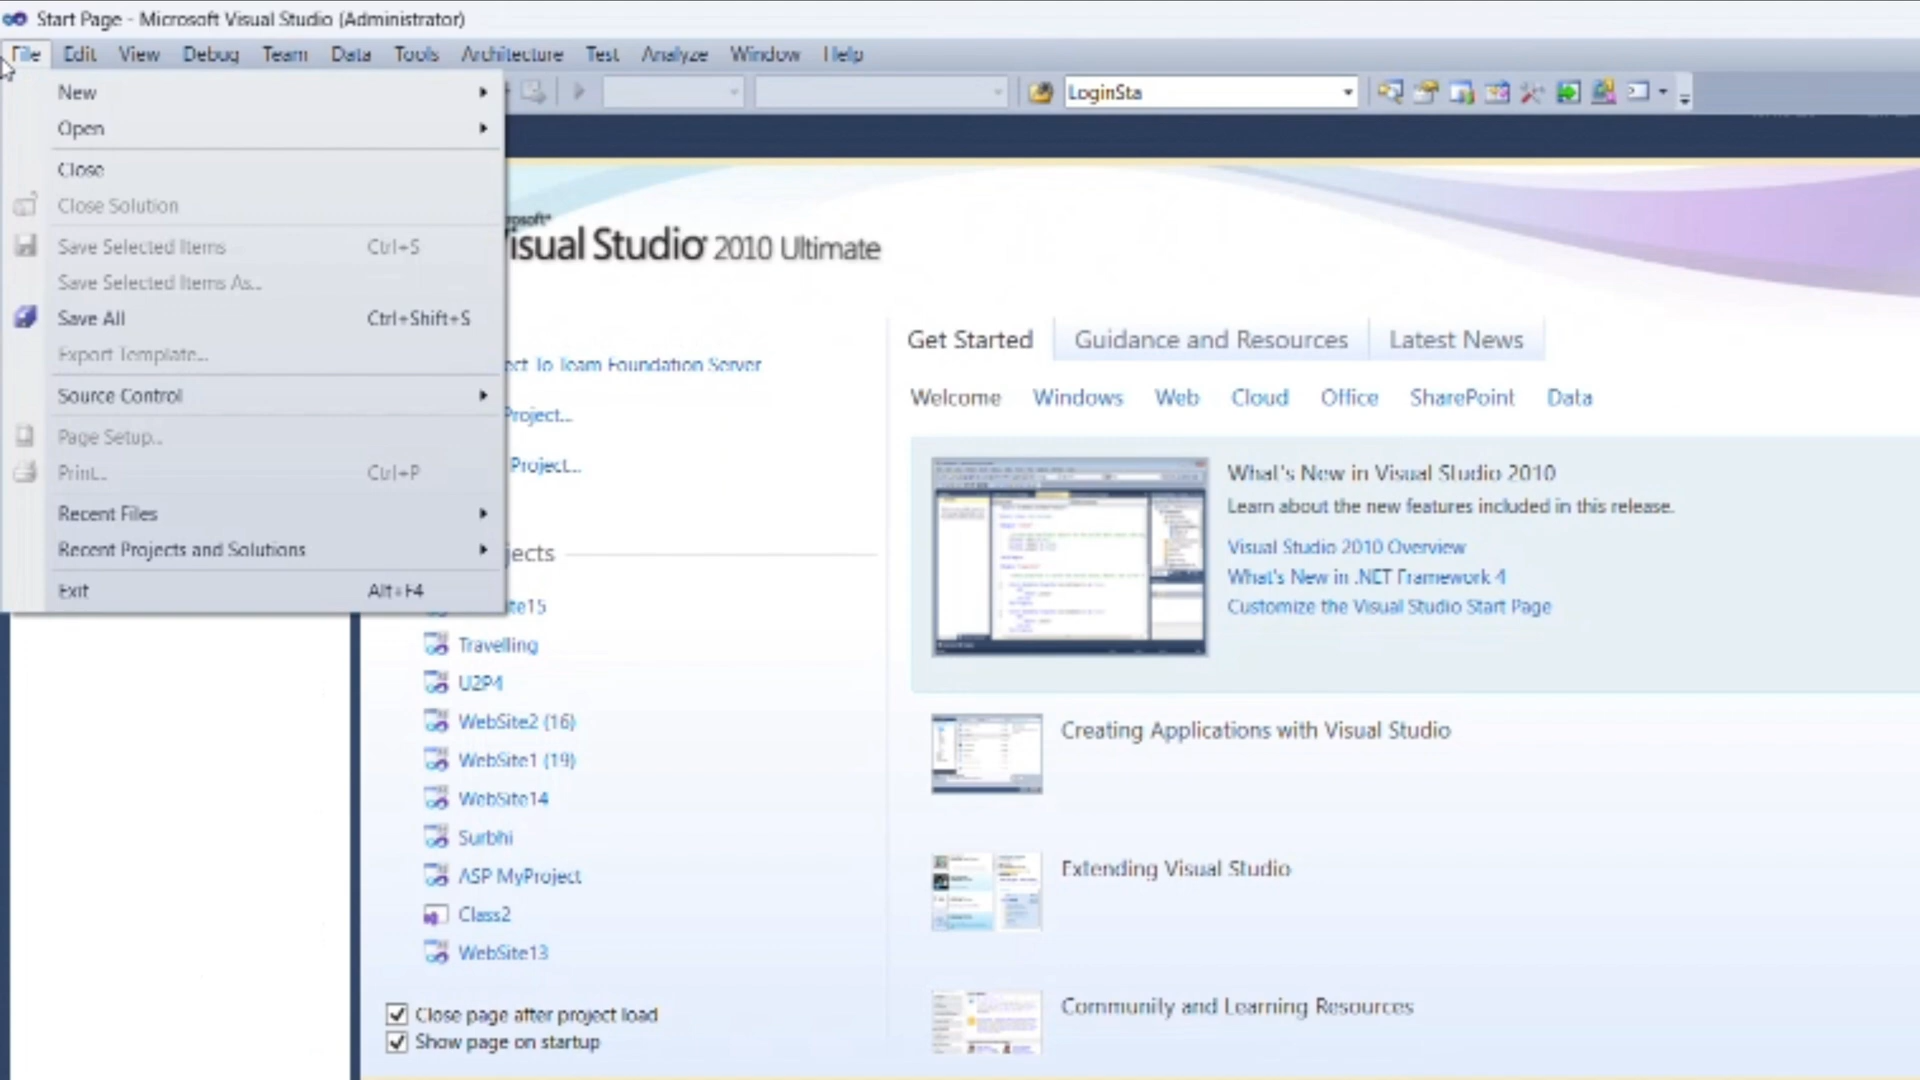 Start Page - Microsoft Visual Studio (Administrator)
File Edit View Debug Team Data Tools Architecture Test Analyze Window Help
LoginSta
New
Open
Close
Close Solution
Save Selected Items Ctrl+S
Save Selected Items As...
Save All Ctrl+Shift+S
Export Template...
Source Control
Page Setup...
Print... Ctrl+P
Recent Files
Recent Projects and Solutions
Exit Alt+F4
rosoft®
isual Studio 2010 Ultimate
ect To Team Foundation Server
Project...
Project...
jects
ite15
Travelling
U2P4
WebSite2 (16)
WebSite1 (19)
WebSite14
Surbhi
ASP MyProject
Class2
WebSite13
Close page after project load
Show page on startup
Get Started Guidance and Resources Latest News
Welcome Windows Web Cloud Office SharePoint Data
What's New in Visual Studio 2010
Learn about the new features included in this release.
Visual Studio 2010 Overview
What's New in .NET Framework 4
Customize the Visual Studio Start Page
Creating Applications with Visual Studio
Extending Visual Studio
Community and Learning Resources